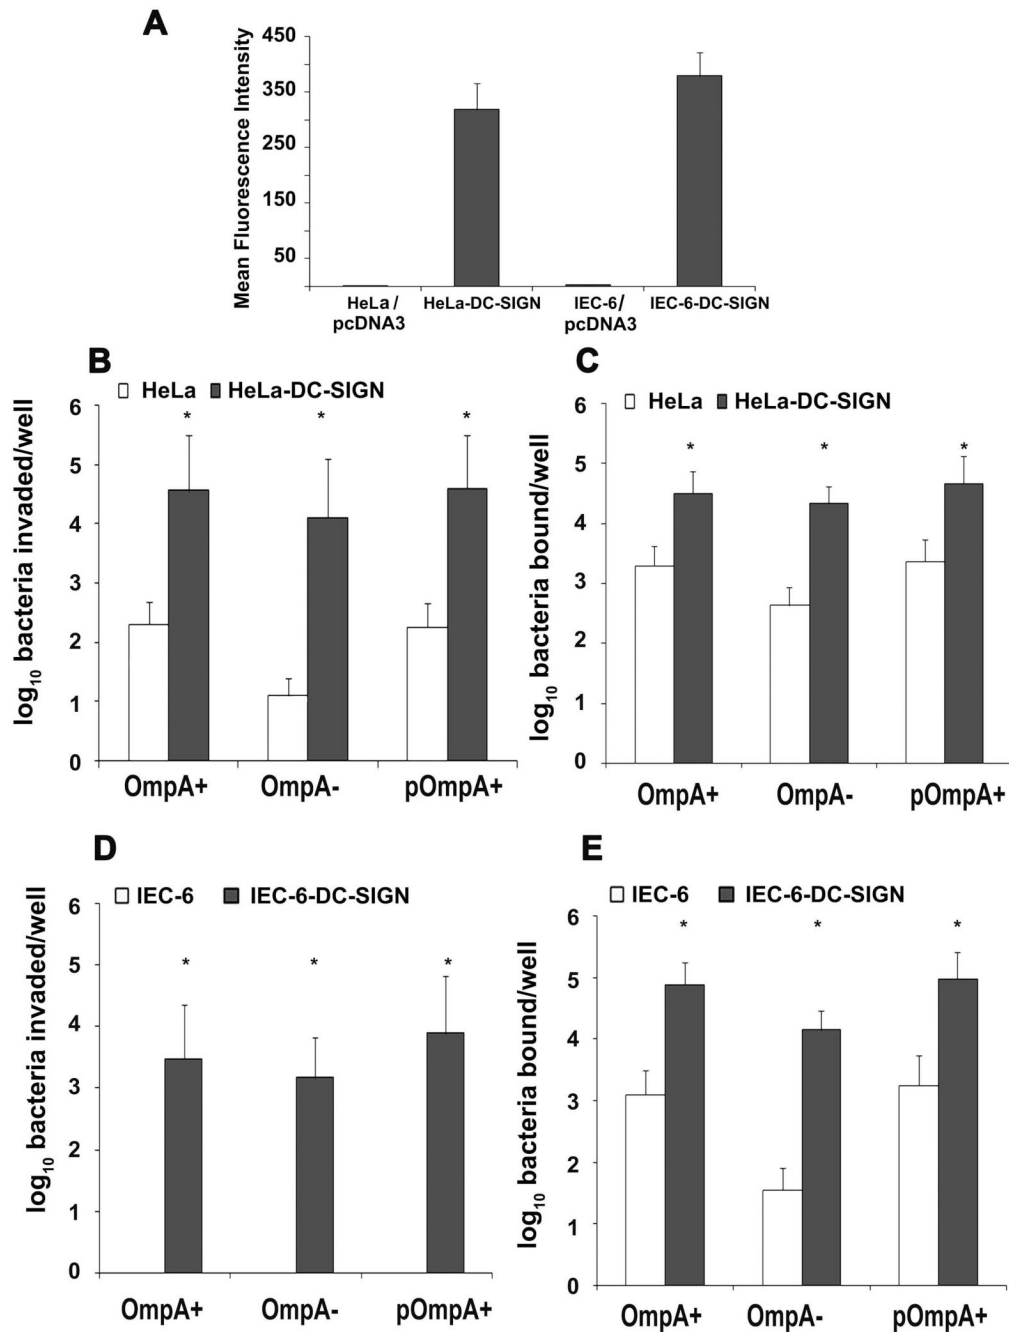 A
Mean Fluorescence Intensity
450
350
250
150
50
HeLa /
pcDNA3
HeLa-DC-SIGN
IEC-6/
pcDNA3
IEC-6-DC-SIGN
B
HeLa HeLa-DC-SIGN
log10 bacteria invaded/well
6
5
4
3
2
1
0
* * *
OmpA+ OmpA- pOmpA+
C
HeLa HeLa-DC-SIGN
log10 bacteria bound/well
6
5
4
3
2
1
0
* * *
OmpA+ OmpA- pOmpA+
D
IEC-6 IEC-6-DC-SIGN
log10 bacteria invaded/well
6
5
4
3
2
1
0
* * *
OmpA+ OmpA- pOmpA+
E
IEC-6 IEC-6-DC-SIGN
log10 bacteria bound/well
6
5
4
3
2
1
0
* * *
OmpA+ OmpA- pOmpA+